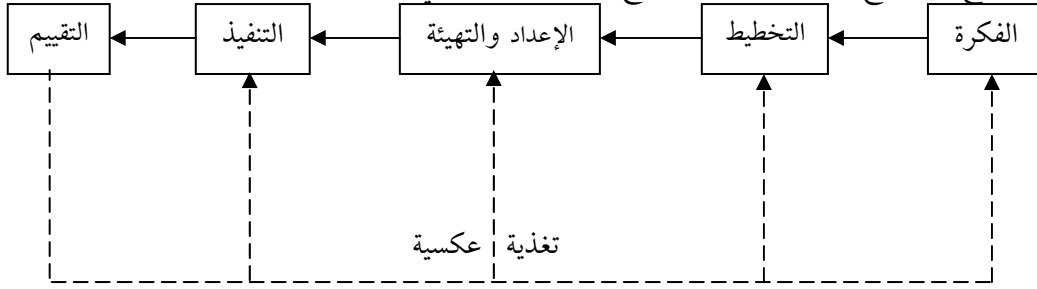 الفكرة
التخطيط
الإعداد والتهيئة
التنفيذ
التقييم
تغذية عكسية